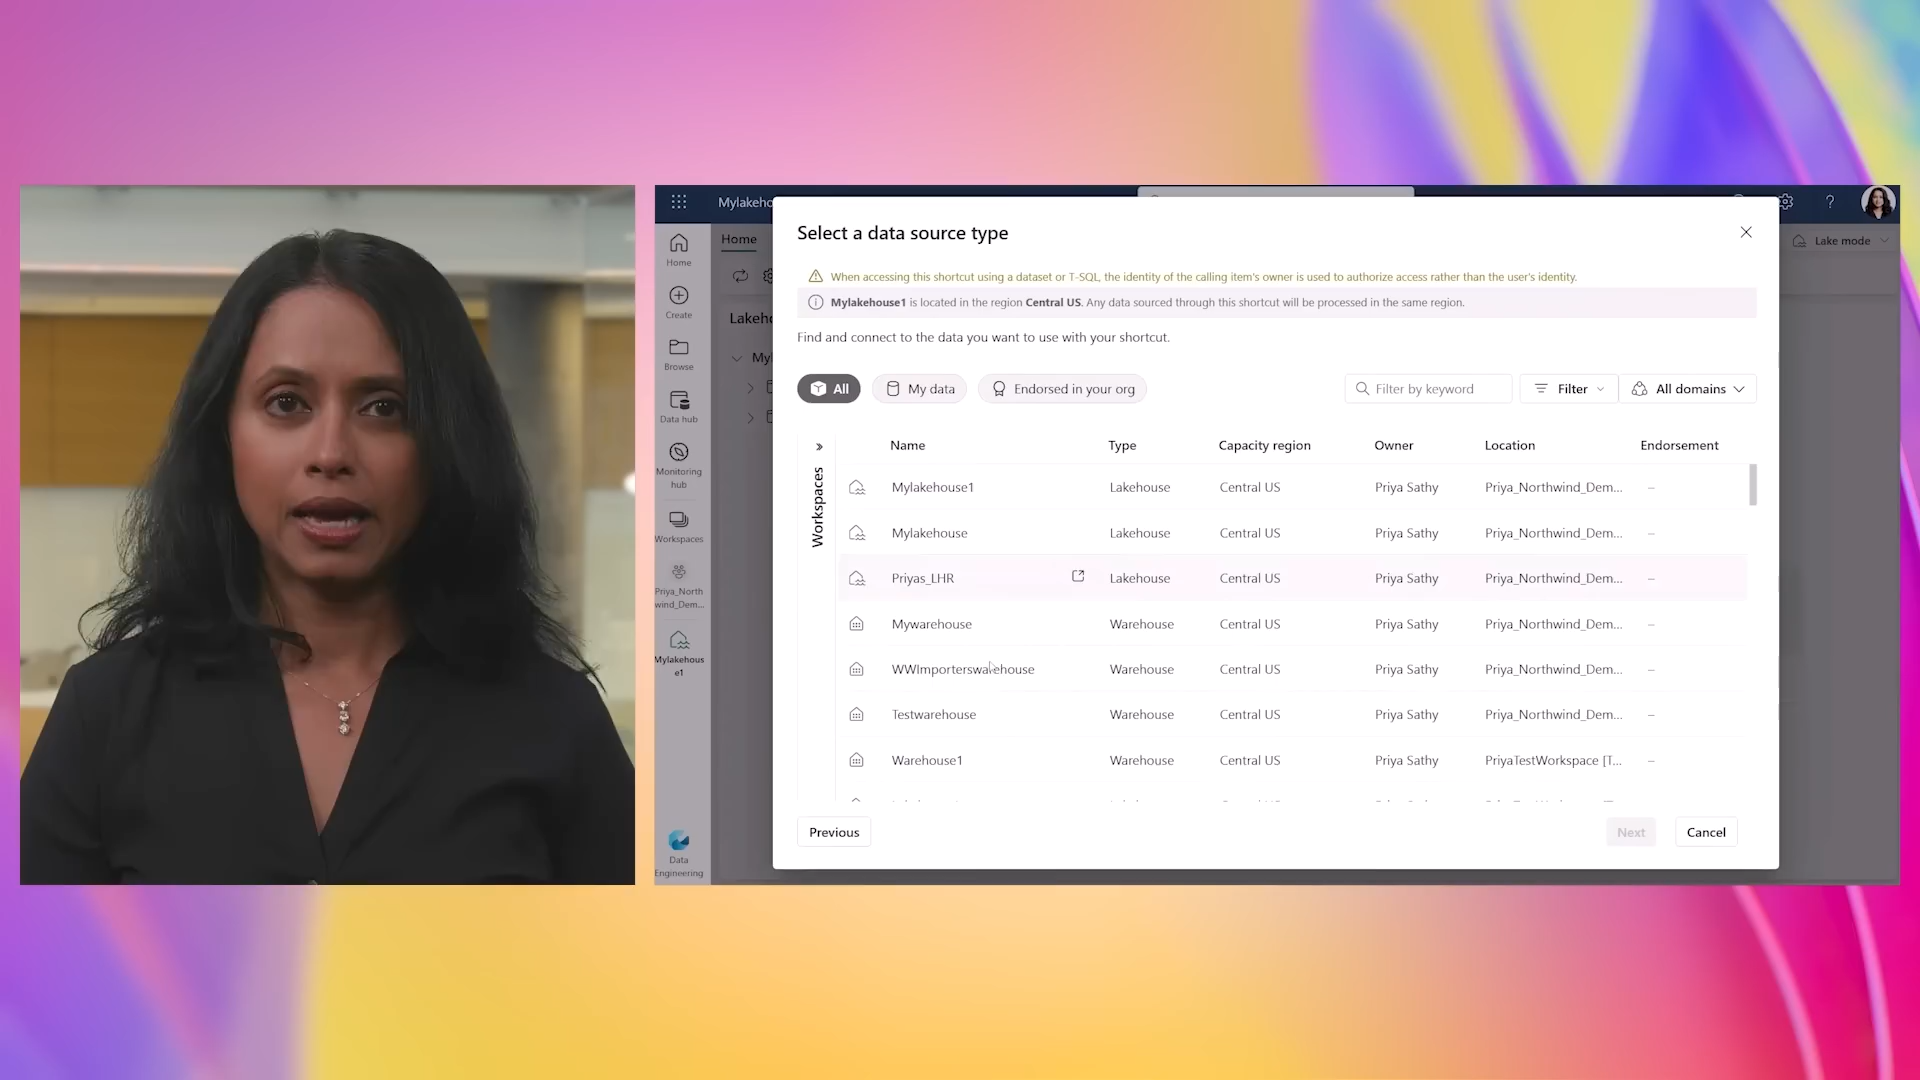 Mylakeho
?
Home
Home
Lake mode
Create
Browse
Data hub
Monitoring
hub
Workspaces
Priya_North
wind_Dem...
Mylakehous
e1
Data
Engineering
Lakeh
My
Select a data source type
When accessing this shortcut using a dataset or T-SQL, the identity of the calling item's owner is used to authorize access rather than the user's identity.
Mylakehouse1 is located in the region Central US. Any data sourced through this shortcut will be processed in the same region.
Find and connect to the data you want to use with your shortcut.
All My data Endorsed in your org Filter by keyword Filter All domains
Workspaces
Name Type Capacity region Owner Location Endorsement
Mylakehouse1 Lakehouse Central US Priya Sathy Priya_Northwind_Dem... –
Mylakehouse Lakehouse Central US Priya Sathy Priya_Northwind_Dem... –
Priyas_LHR Lakehouse Central US Priya Sathy Priya_Northwind_Dem... –
Mywarehouse Warehouse Central US Priya Sathy Priya_Northwind_Dem... –
WWImporterswarehouse Warehouse Central US Priya Sathy Priya_Northwind_Dem... –
Testwarehouse Warehouse Central US Priya Sathy Priya_Northwind_Dem... –
Warehouse1 Warehouse Central US Priya Sathy PriyaTestWorkspace [T... –
Previous Next Cancel